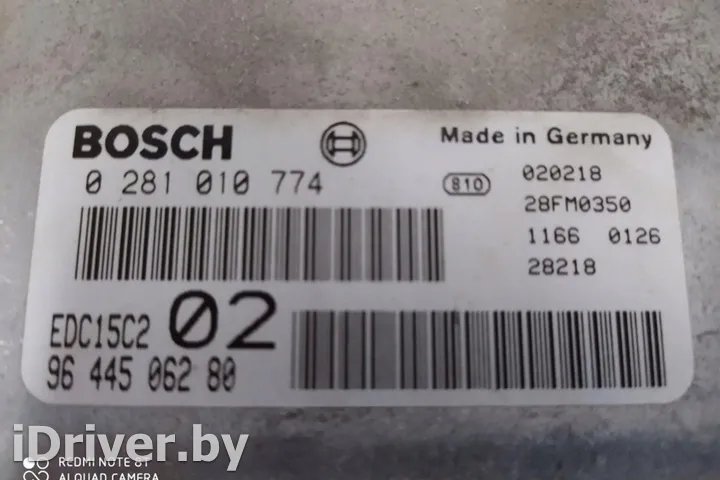 BOSCH
Made in Germany
0 281 010 774
810
020218
28FM0350
1166 0126
28218
EDC15C2 02
96 445 062 80
iDriver.by
REDMI NOTE 8T
AI QUAD CAMERA